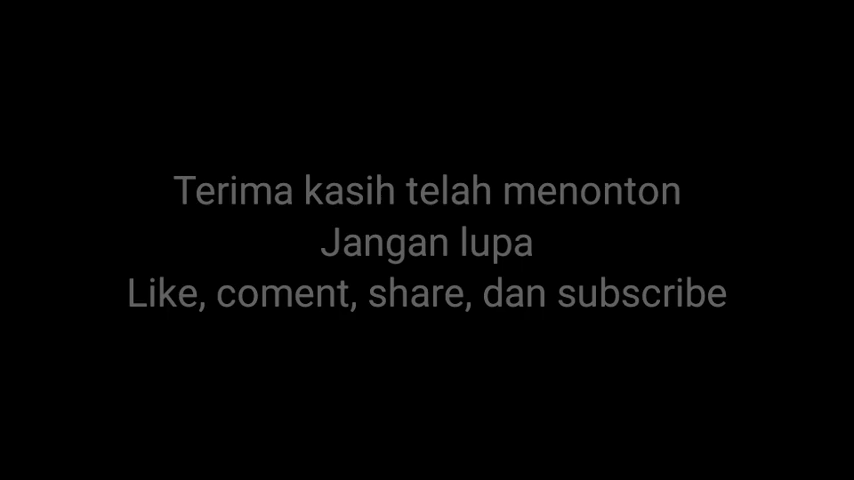 Terima kasih telah menonton
Jangan lupa
Like, coment, share, dan subscribe